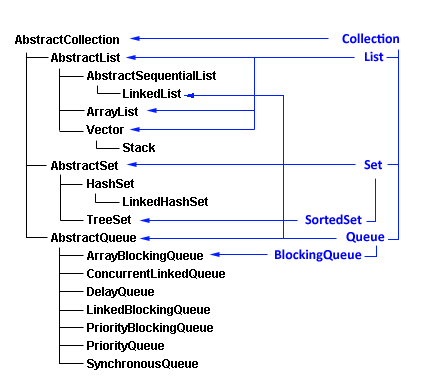 AbstractCollection Collection
AbstractList List
AbstractSequentialList
LinkedList
ArrayList
Vector
Stack
AbstractSet Set
HashSet
LinkedHashSet
TreeSet SortedSet
AbstractQueue Queue
ArrayBlockingQueue BlockingQueue
ConcurrentLinkedQueue
DelayQueue
LinkedBlockingQueue
PriorityBlockingQueue
PriorityQueue
SynchronousQueue